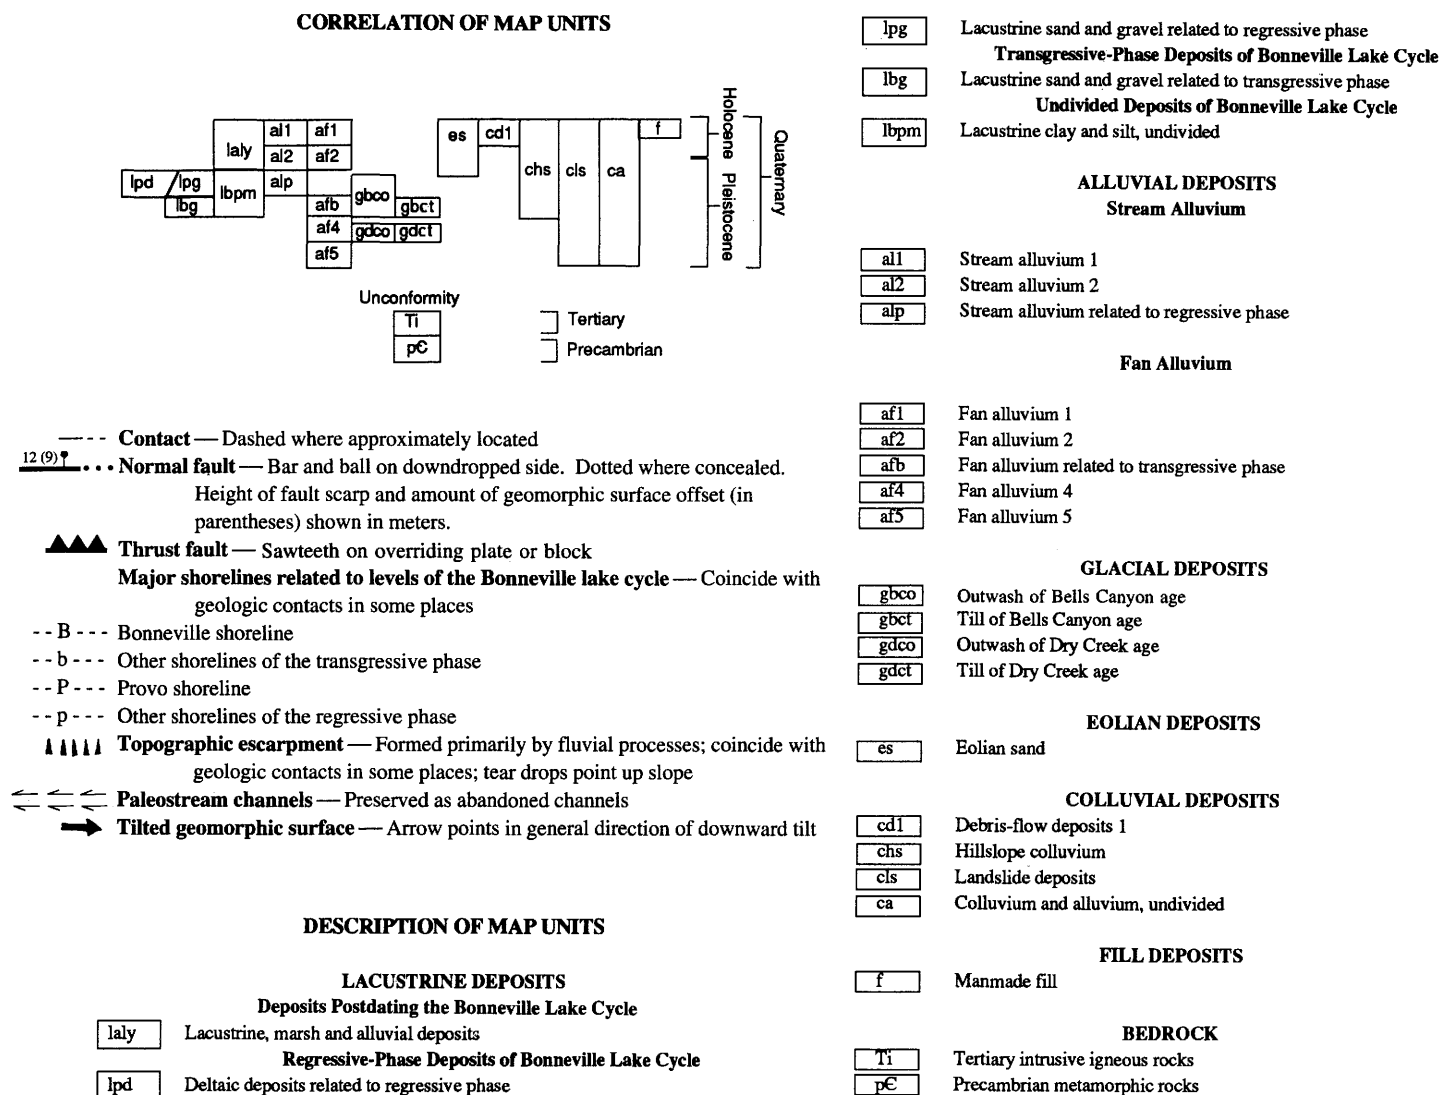 CORRELATION OF MAP UNITS
al1 af1
laly
al2 af2
lpd lpg lbpm alp
lbg afb gbco gbct
af4 gdco gdct
af5
es cd1 f
chs cls ca
Holocene
Pleistocene
Quaternary
Unconformity
Ti
Tertiary
p€
Precambrian
Contact — Dashed where approximately located
12 (9)
Normal fault — Bar and ball on downdropped side. Dotted where concealed.
Height of fault scarp and amount of geomorphic surface offset (in
parentheses) shown in meters.
Thrust fault — Sawteeth on overriding plate or block
Major shorelines related to levels of the Bonneville lake cycle — Coincide with
geologic contacts in some places
--B--- Bonneville shoreline
--b--- Other shorelines of the transgressive phase
--P--- Provo shoreline
--p--- Other shorelines of the regressive phase
Topographic escarpment — Formed primarily by fluvial processes; coincide with
geologic contacts in some places; tear drops point up slope
Paleostream channels — Preserved as abandoned channels
Tilted geomorphic surface — Arrow points in general direction of downward tilt
DESCRIPTION OF MAP UNITS
LACUSTRINE DEPOSITS
Deposits Postdating the Bonneville Lake Cycle
laly Lacustrine, marsh and alluvial deposits
Regressive-Phase Deposits of Bonneville Lake Cycle
lpd Deltaic deposits related to regressive phase
lpg Lacustrine sand and gravel related to regressive phase
Transgressive-Phase Deposits of Bonneville Lake Cycle
lbg Lacustrine sand and gravel related to transgressive phase
Undivided Deposits of Bonneville Lake Cycle
lbpm Lacustrine clay and silt, undivided
ALLUVIAL DEPOSITS
Stream Alluvium
al1 Stream alluvium 1
al2 Stream alluvium 2
alp Stream alluvium related to regressive phase
Fan Alluvium
af1 Fan alluvium 1
af2 Fan alluvium 2
afb Fan alluvium related to transgressive phase
af4 Fan alluvium 4
af5 Fan alluvium 5
GLACIAL DEPOSITS
gbco Outwash of Bells Canyon age
gbct Till of Bells Canyon age
gdco Outwash of Dry Creek age
gdct Till of Dry Creek age
EOLIAN DEPOSITS
es Eolian sand
COLLUVIAL DEPOSITS
cd1 Debris-flow deposits 1
chs Hillslope colluvium
cls Landslide deposits
ca Colluvium and alluvium, undivided
FILL DEPOSITS
f Manmade fill
BEDROCK
Ti Tertiary intrusive igneous rocks
p€ Precambrian metamorphic rocks